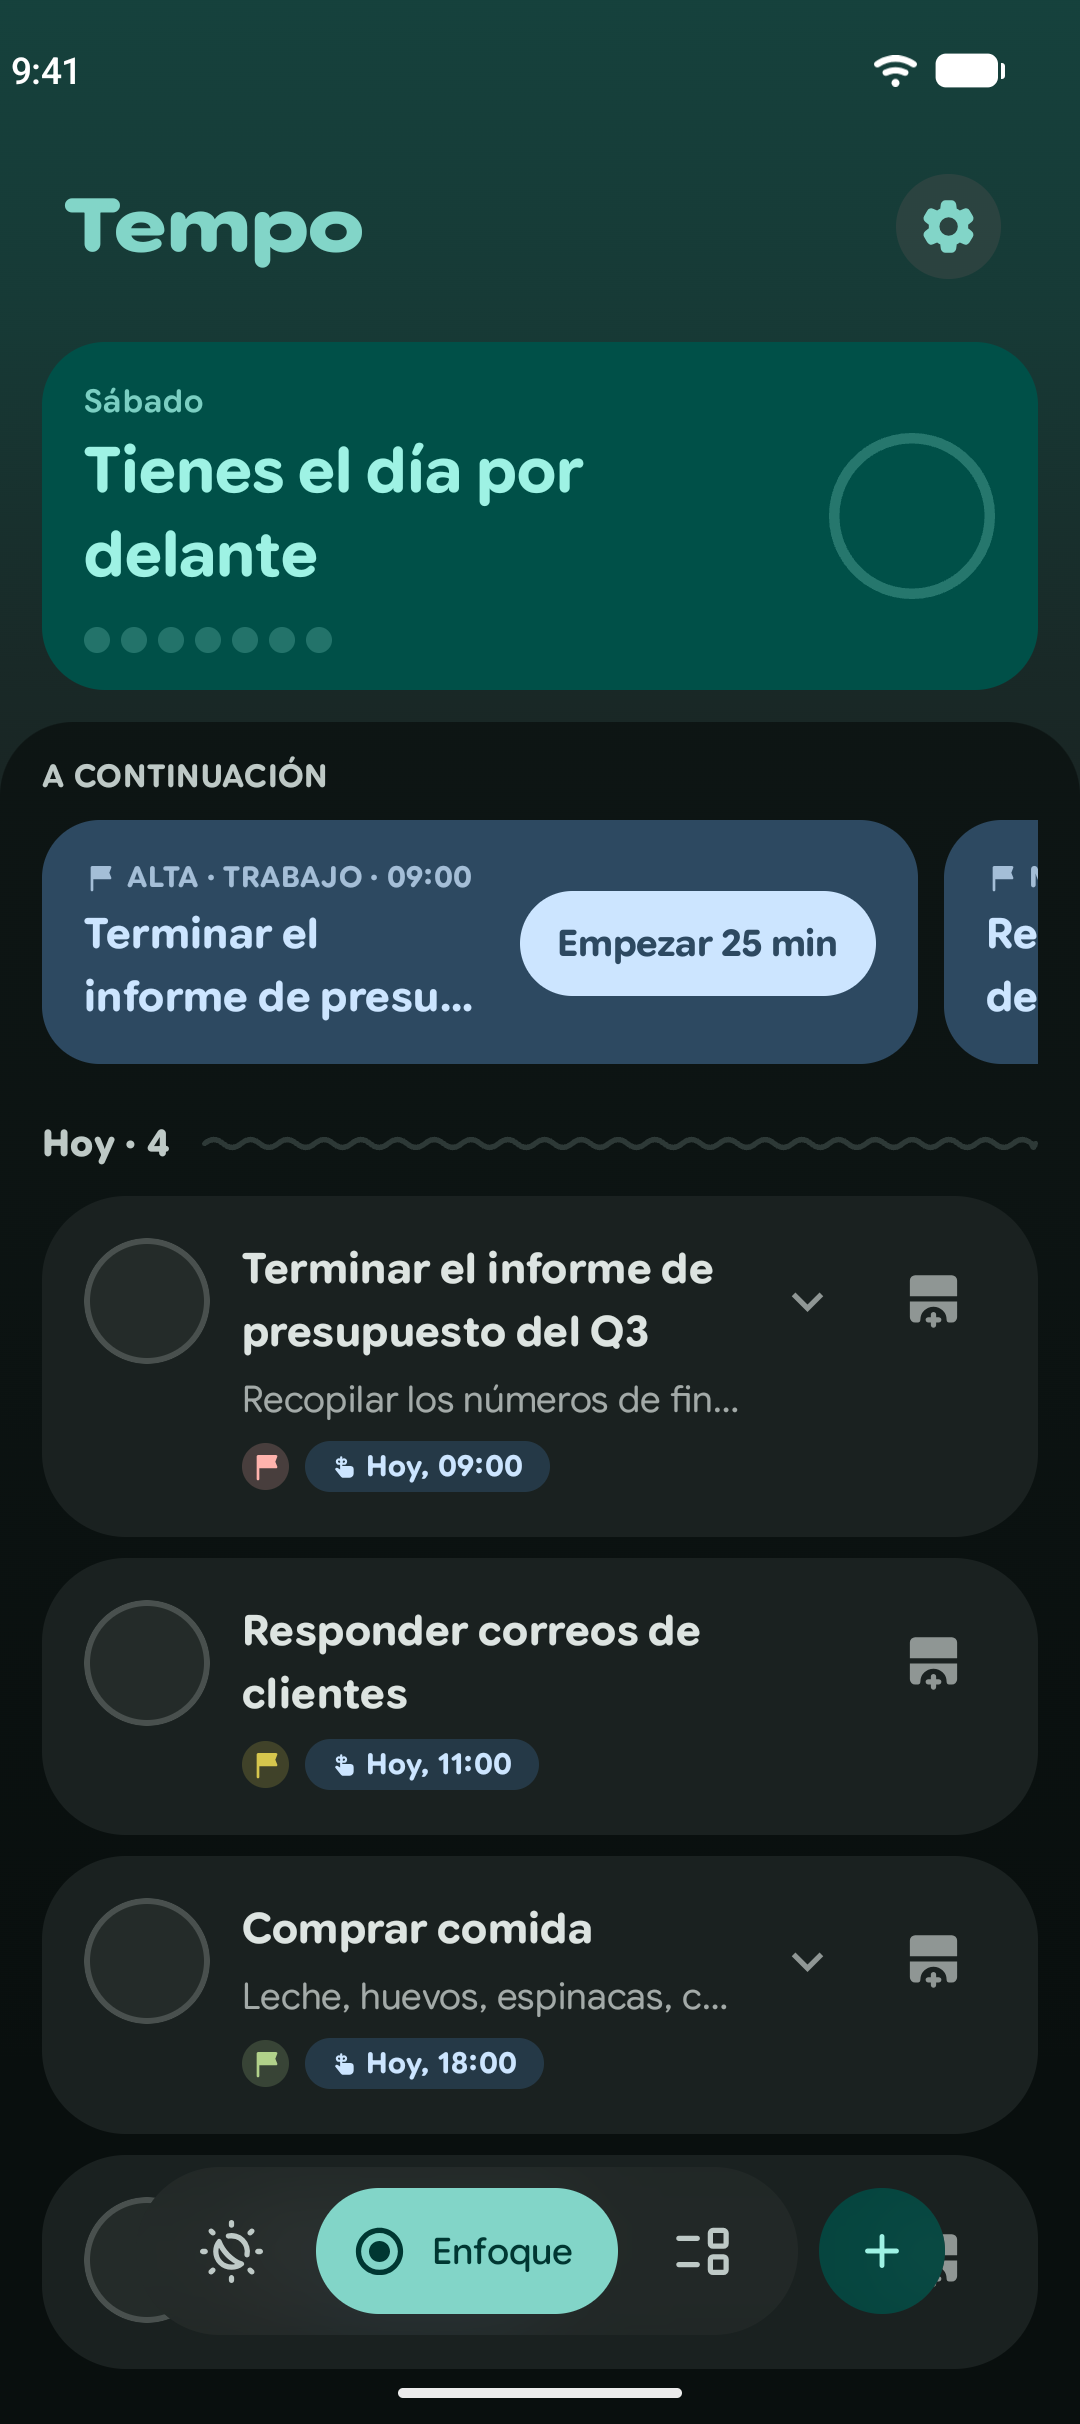 9:41
Tempo
Sábado
Tienes el día por
delante
A CONTINUACIÓN
ALTA · TRABAJO · 09:00
Terminar el
informe de presu...
Empezar 25 min
Re
de
Hoy · 4
Terminar el informe de
presupuesto del Q3
Recopilar los números de fin...
Hoy, 09:00
Responder correos de
clientes
Hoy, 11:00
Comprar comida
Leche, huevos, espinacas, c...
Hoy, 18:00
Enfoque